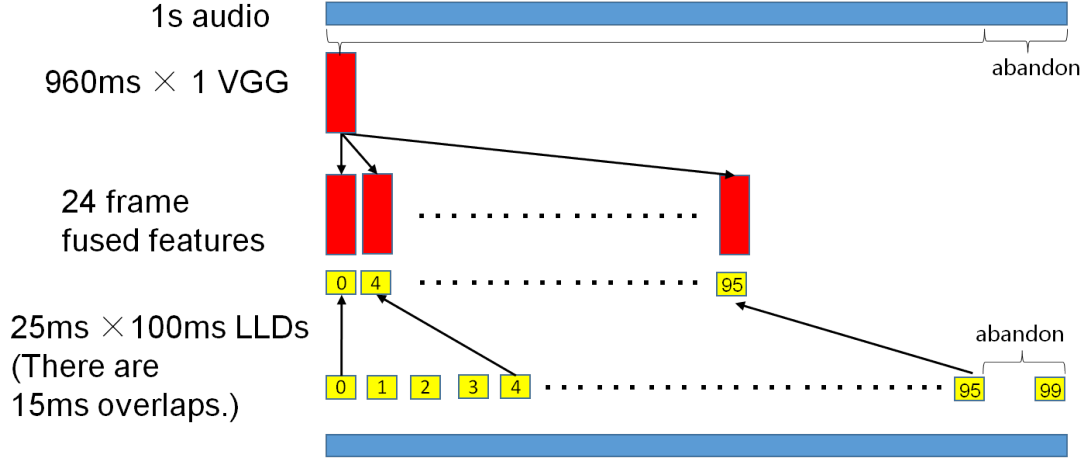 1s audio
abandon
960ms × 1 VGG
24 frame
fused features
0 4 95
25ms ×100ms LLDs
(There are
15ms overlaps.)
abandon
0 1 2 3 4 95 99